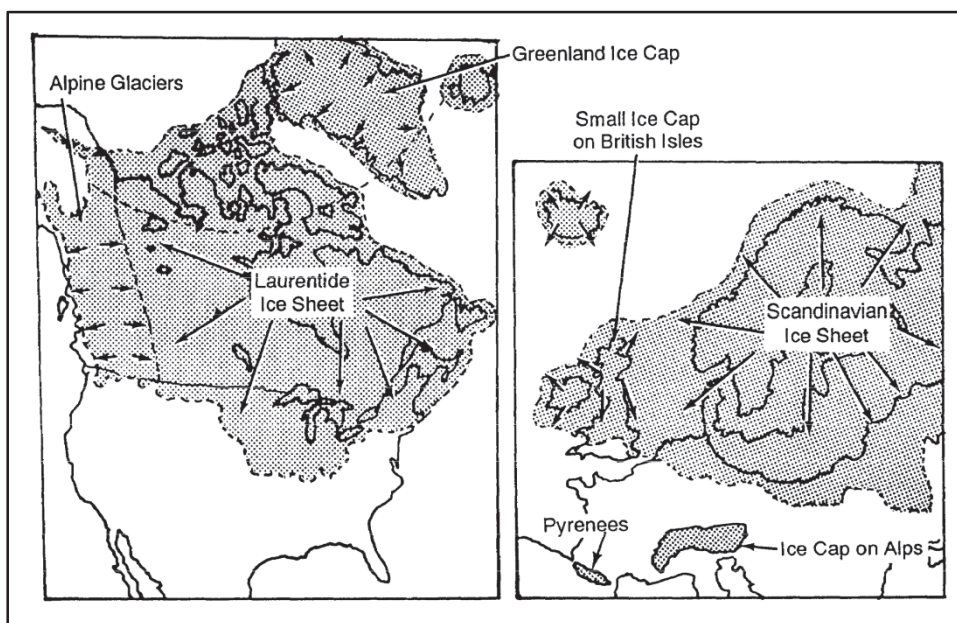 Greenland Ice Cap
Alpine Glaciers
Small Ice Cap
on British Isles
Laurentide
Ice Sheet
Scandinavian
Ice Sheet
Pyrenees
Ice Cap on Alps